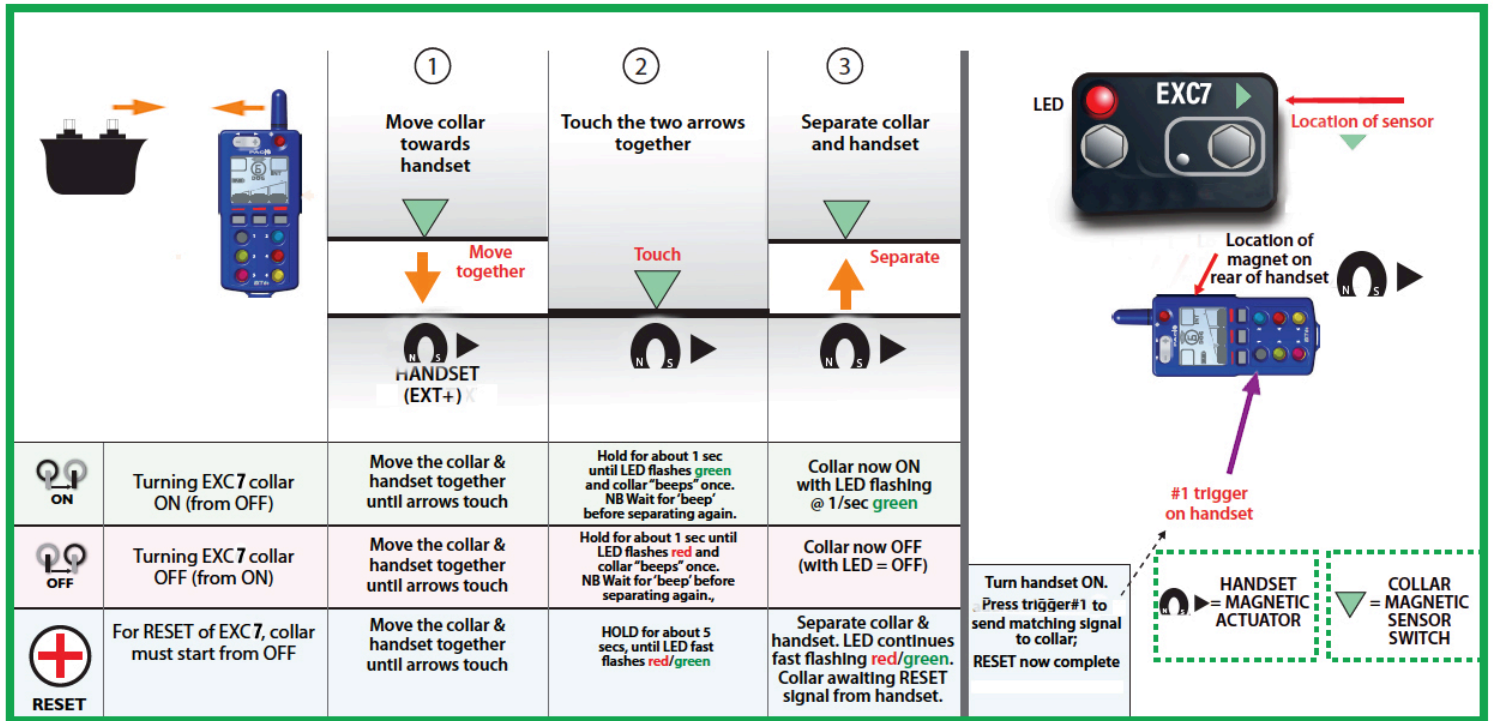 1
2
3
Move collar
towards
handset
Touch the two arrows
together
Separate collar
and handset
Move
together
Touch
Separate
N S
N S
N S
HANDSET
(EXT+)
LED
EXC7
Location of sensor
Location of
magnet on
rear of handset
N S
#1 trigger
on handset
ON
Turning EXC7 collar
ON (from OFF)
Move the collar &
handset together
until arrows touch
Hold for about 1 sec
until LED flashes green
and collar “beeps” once.
NB Wait for ‘beep’
before separating again.
Collar now ON
with LED flashing
@ 1/sec green
OFF
Turning EXC7 collar
OFF (from ON)
Move the collar &
handset together
until arrows touch
Hold for about 1 sec until
LED flashes red and
collar “beeps” once.
NB Wait for ‘beep’ before
separating again.,
Collar now OFF
(with LED = OFF)
RESET
For RESET of EXC7, collar
must start from OFF
Move the collar &
handset together
until arrows touch
HOLD for about 5
secs, until LED fast
flashes red/green
Separate collar &
handset. LED continues
fast flashing red/green.
Collar awaiting RESET
signal from handset.
Turn handset ON.
Press trigger#1 to
send matching signal
to collar;
RESET now complete
HANDSET
= MAGNETIC
ACTUATOR
COLLAR
= MAGNETIC
SENSOR
SWITCH